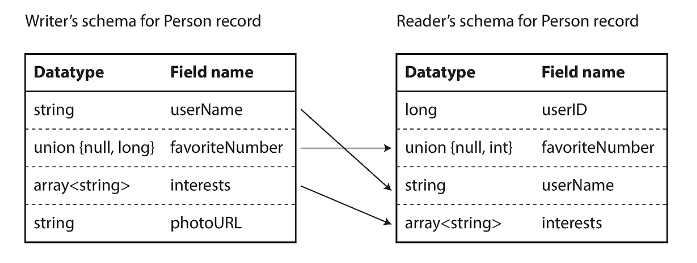 Writer's schema for Person record
Datatype Field name
string userName
union {null, long} favoriteNumber
array<string> interests
string photoURL
Reader's schema for Person record
Datatype Field name
long userID
union {null, int} favoriteNumber
string userName
array<string> interests